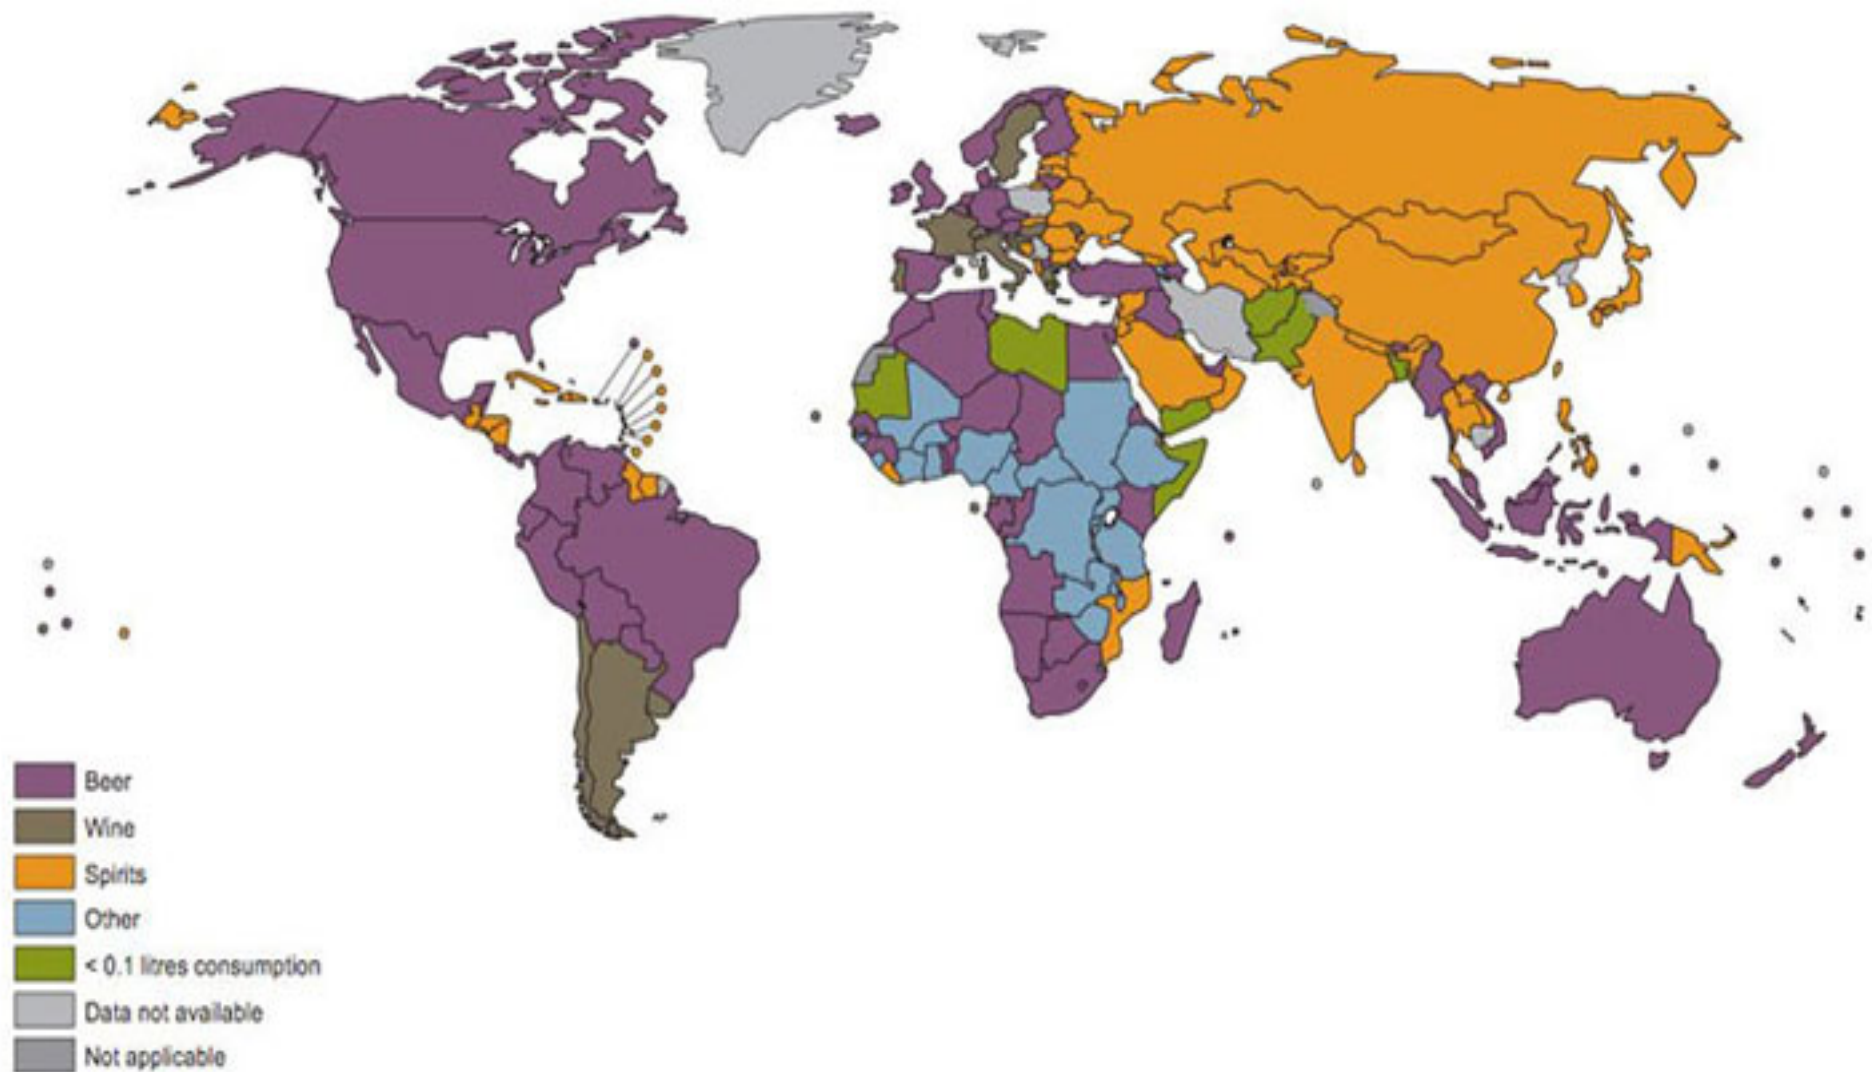 Beer
Wine
Spirits
Other
< 0.1 litres consumption
Data not available
Not applicable